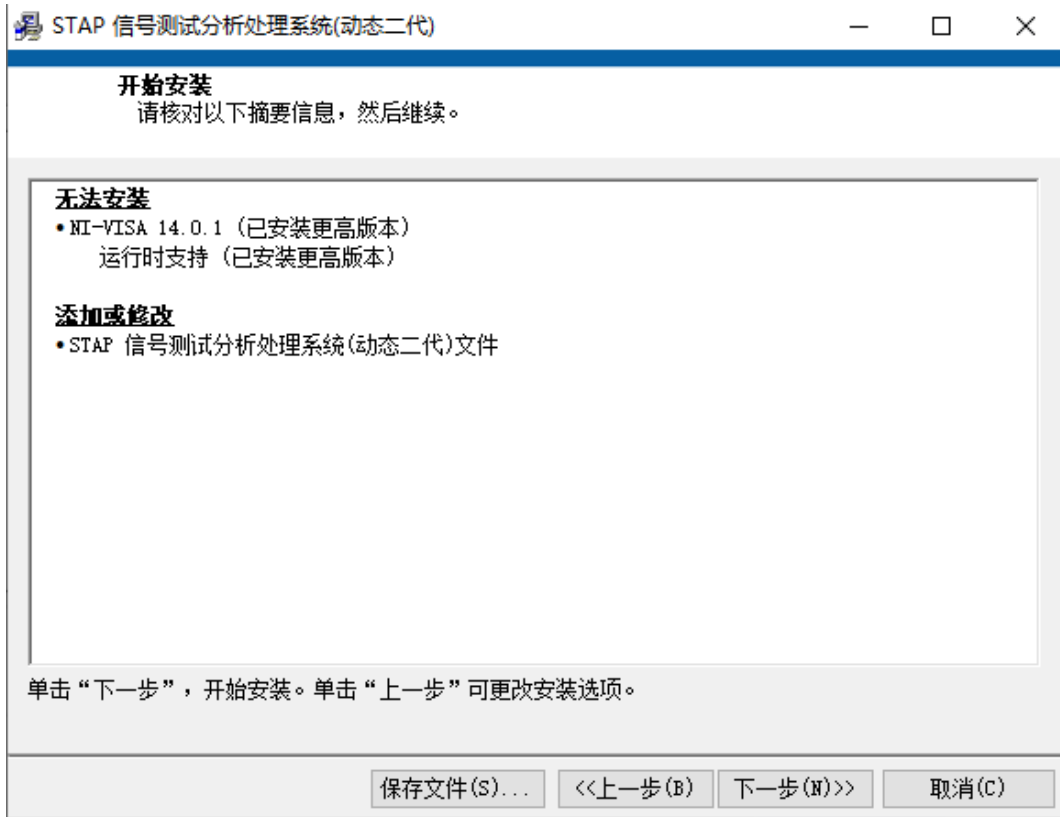 STAP 信号测试分析处理系统(动态二代)
开始安装
请核对以下摘要信息，然后继续。
无法安装
•NI-VISA 14.0.1 (已安装更高版本)
运行时支持 (已安装更高版本)
添加或修改
•STAP 信号测试分析处理系统(动态二代)文件
单击“下一步”，开始安装。单击“上一步”可更改安装选项。
保存文件(S)... <<上一步(B) 下一步(N)>> 取消(C)